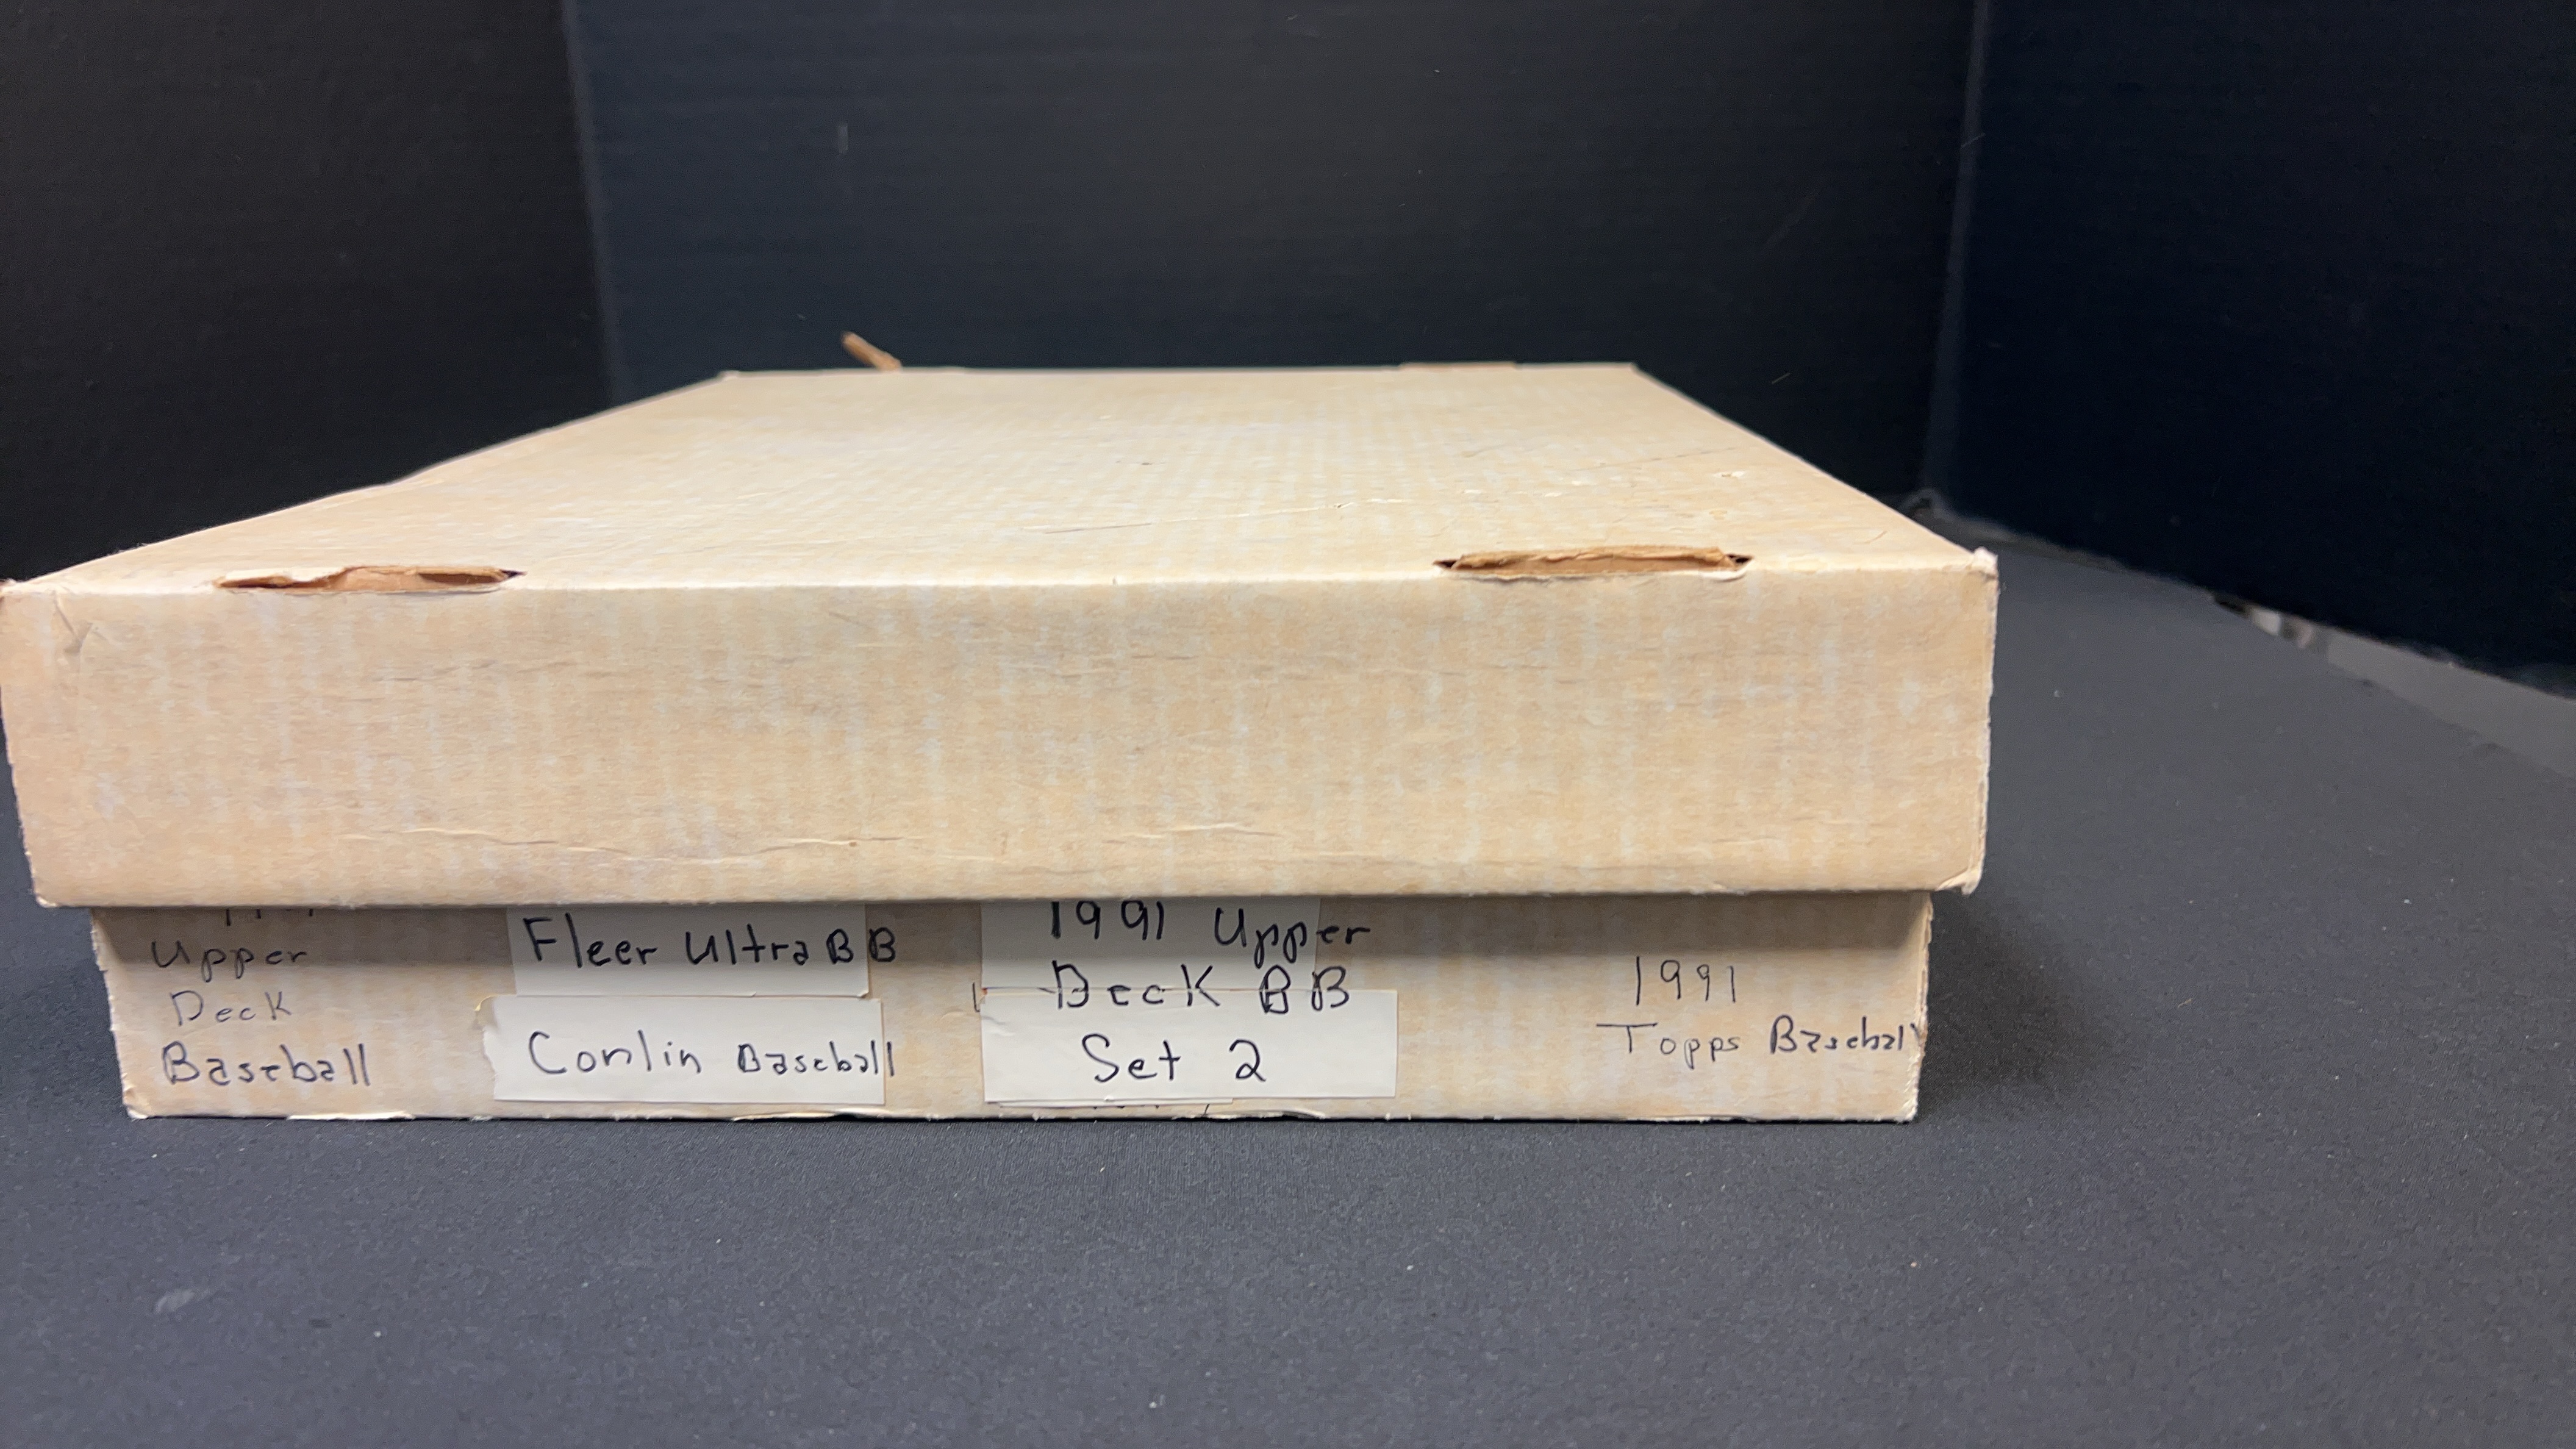 Upper
Deck
Baseball
Fleer Ultra BB
Conlin Baseball
1991 Upper
Deck BB
Set 2
1991
Topps Baseball